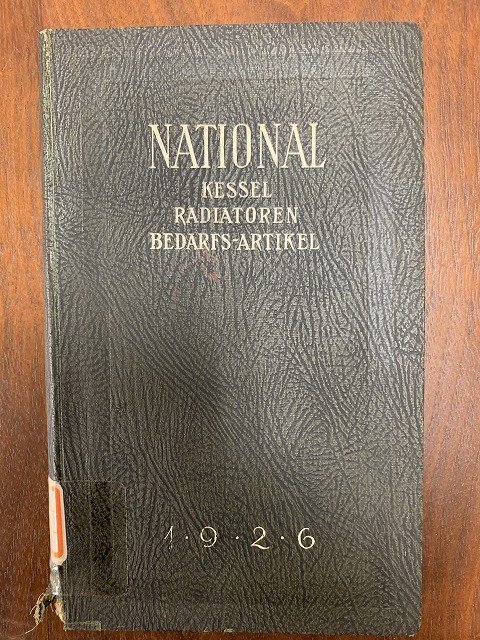 NATIONAL
KESSEL
RADIATOREN
BEDARFS-ARTIKEL
1·9·2·6